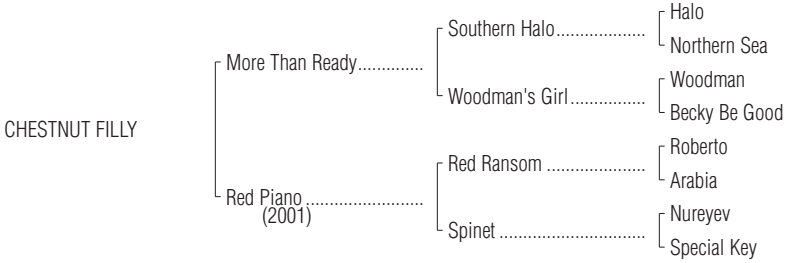 Halo
Southern Halo....................
Northern Sea
More Than Ready..............
Woodman
Woodman's Girl.................
Becky Be Good
CHESTNUT FILLY
Roberto
Red Ransom ......................
Arabia
Red Piano .........................
(2001)
Nureyev
Spinet .................................
Special Key